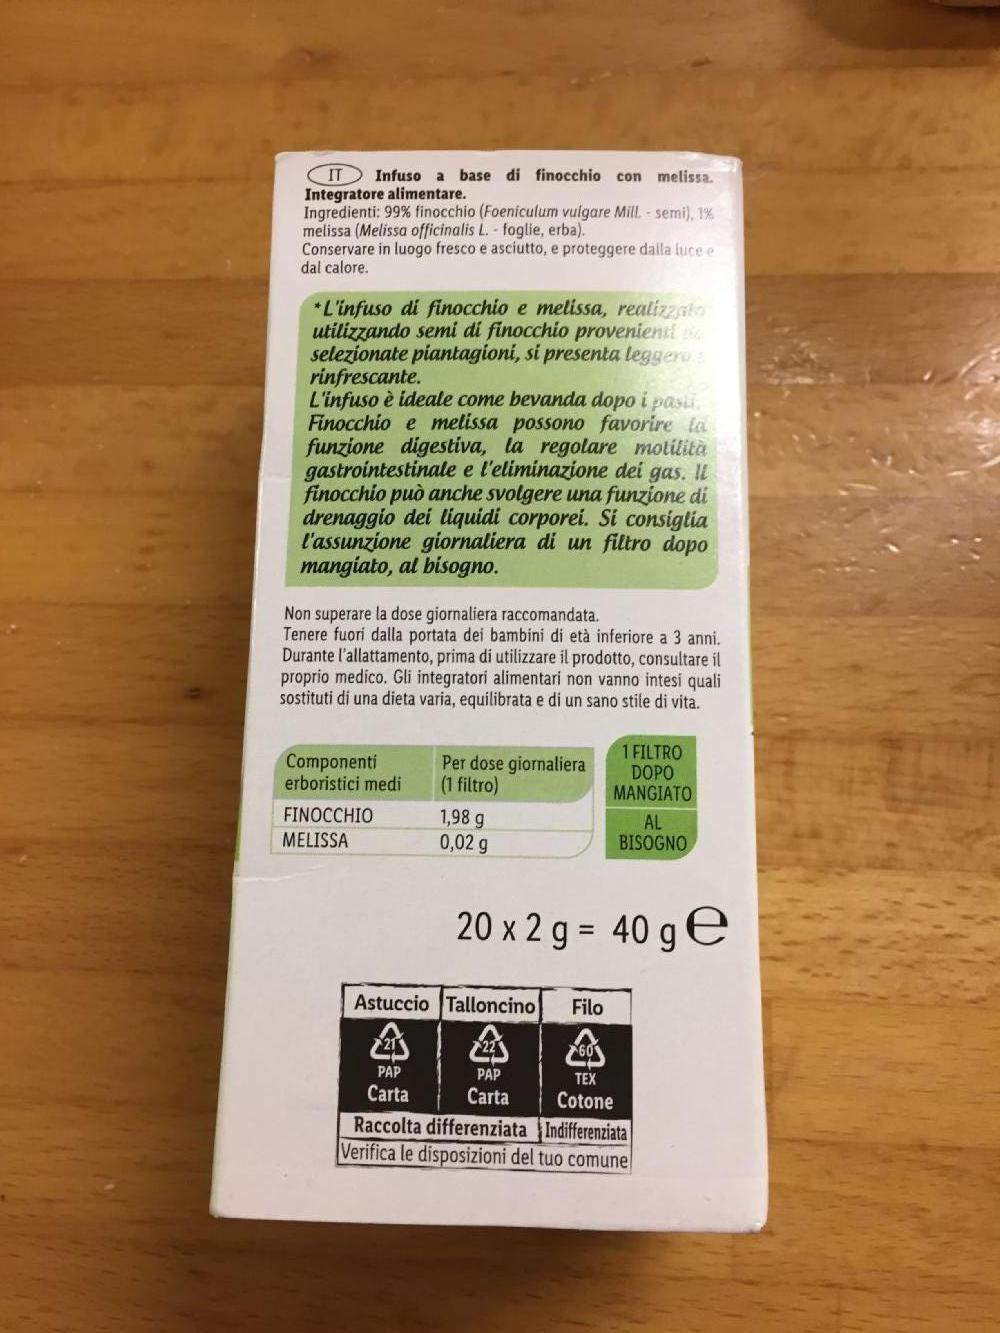 IT Infuso a base di finocchio con melissa.
Integratore alimentare.
Ingredienti: 99% finocchio (Foeniculum vulgare Mill. - semi), 1%
melissa (Melissa officinalis L. - foglie, erba).
Conservare in luogo fresco e asciutto, e proteggere dalla luce e
dal calore.
*L'infuso di finocchio e melissa, realizzato
utilizzando semi di finocchio provenienti da
selezionate piantagioni, si presenta leggero e
rinfrescante.
L'infuso è ideale come bevanda dopo i pasti.
Finocchio e melissa possono favorire la
funzione digestiva, la regolare motilità
gastrointestinale e l'eliminazione dei gas. Il
finocchio può anche svolgere una funzione di
drenaggio dei liquidi corporei. Si consiglia
l'assunzione giornaliera di un filtro dopo
mangiato, al bisogno.
Non superare la dose giornaliera raccomandata.
Tenere fuori dalla portata dei bambini di età inferiore a 3 anni.
Durante l'allattamento, prima di utilizzare il prodotto, consultare il
proprio medico. Gli integratori alimentari non vanno intesi quali
sostituti di una dieta varia, equilibrata e di un sano stile di vita.
Componenti erboristici medi
Per dose giornaliera (1 filtro)
FINOCCHIO 1,98 g
MELISSA 0,02 g
1 FILTRO
DOPO
MANGIATO
AL
BISOGNO
20 x 2 g = 40 g e
Astuccio Talloncino Filo
21 22 60
PAP PAP TEX
Carta Carta Cotone
Raccolta differenziata Indifferenziata
Verifica le disposizioni del tuo comune